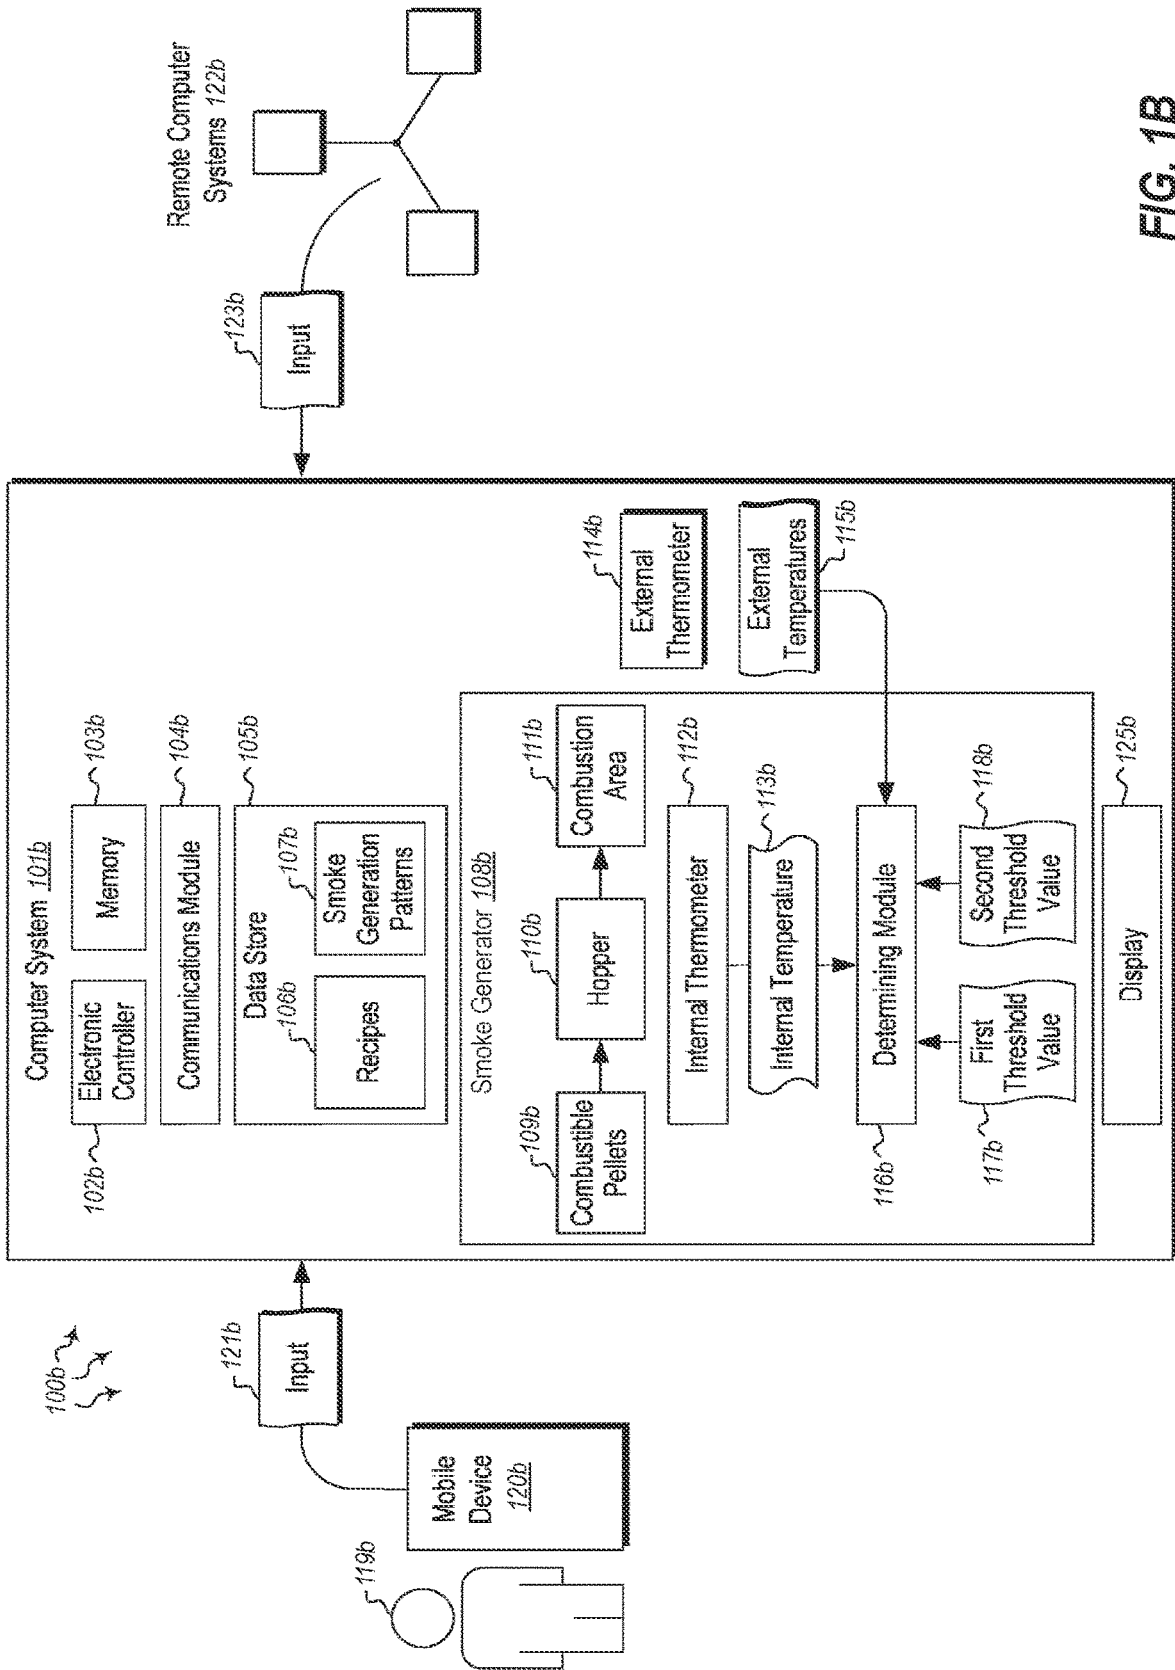 100b
Computer System 101b
102b
Electronic
Controller
Memory
103b
Communications Module
104b
Data Store
105b
106b
Recipes
107b
Smoke
Generation
Patterns
Smoke Generator 108b
109b
Combustible
Pellets
110b
Hopper
111b
Combustion
Area
Internal Thermometer
112b
Internal Temperature
113b
External
Thermometer
114b
External
Temperatures
115b
Determining Module
116b
First
Threshold
Value
117b
Second
Threshold
Value
118b
Display
125b
119b
Mobile
Device
120b
Input
121b
Input
123b
Remote Computer
Systems 122b
FIG. 1B